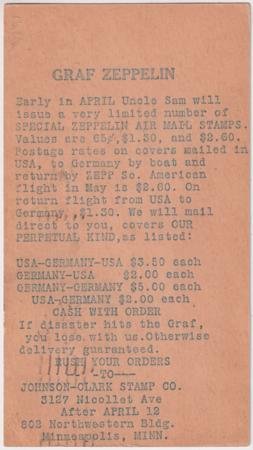 GRAF ZEPPELIN
Early in APRIL Uncle Sam will
issue a very limited number of
SPECIAL ZEPPELIN AIR MAIL STAMPS.
Values are 65¢,$1.30, and $2.60.
Postage rates on covers mailed in
USA, to Germany by boat and
return by ZEPP So. American
flight in May is $2.60. On
return flight from USA to
Germany, $1.30. We will mail
direct to you, covers OUR
PERPETUAL KIND,as listed:
USA-GERMANY-USA $3.50 each
GERMANY-USA $2.00 each
GERMANY-GERMANY $5.00 each
USA-GERMANY $2.00 each
CASH WITH ORDER
If disaster hits the Graf,
you lose with us.Otherwise
delivery guaranteed.
RUSH YOUR ORDERS
--TO--
JOHNSON-CLARK STAMP CO.
3127 Nicollet Ave
After APRIL 12
802 Northwestern Bldg.
Minneapolis, MINN.